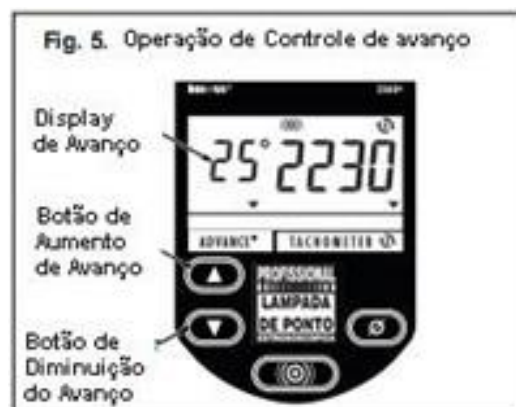 Fig. 5. Operação de Controle de avanço
Display
de Avanço
25° 2230
Botão de
Aumento
de Avanço
ADVANCE° TACHOMETER
PROFISSIONAL
LAMPADA
DE PONTO
Botão de
Diminuição
do Avanço